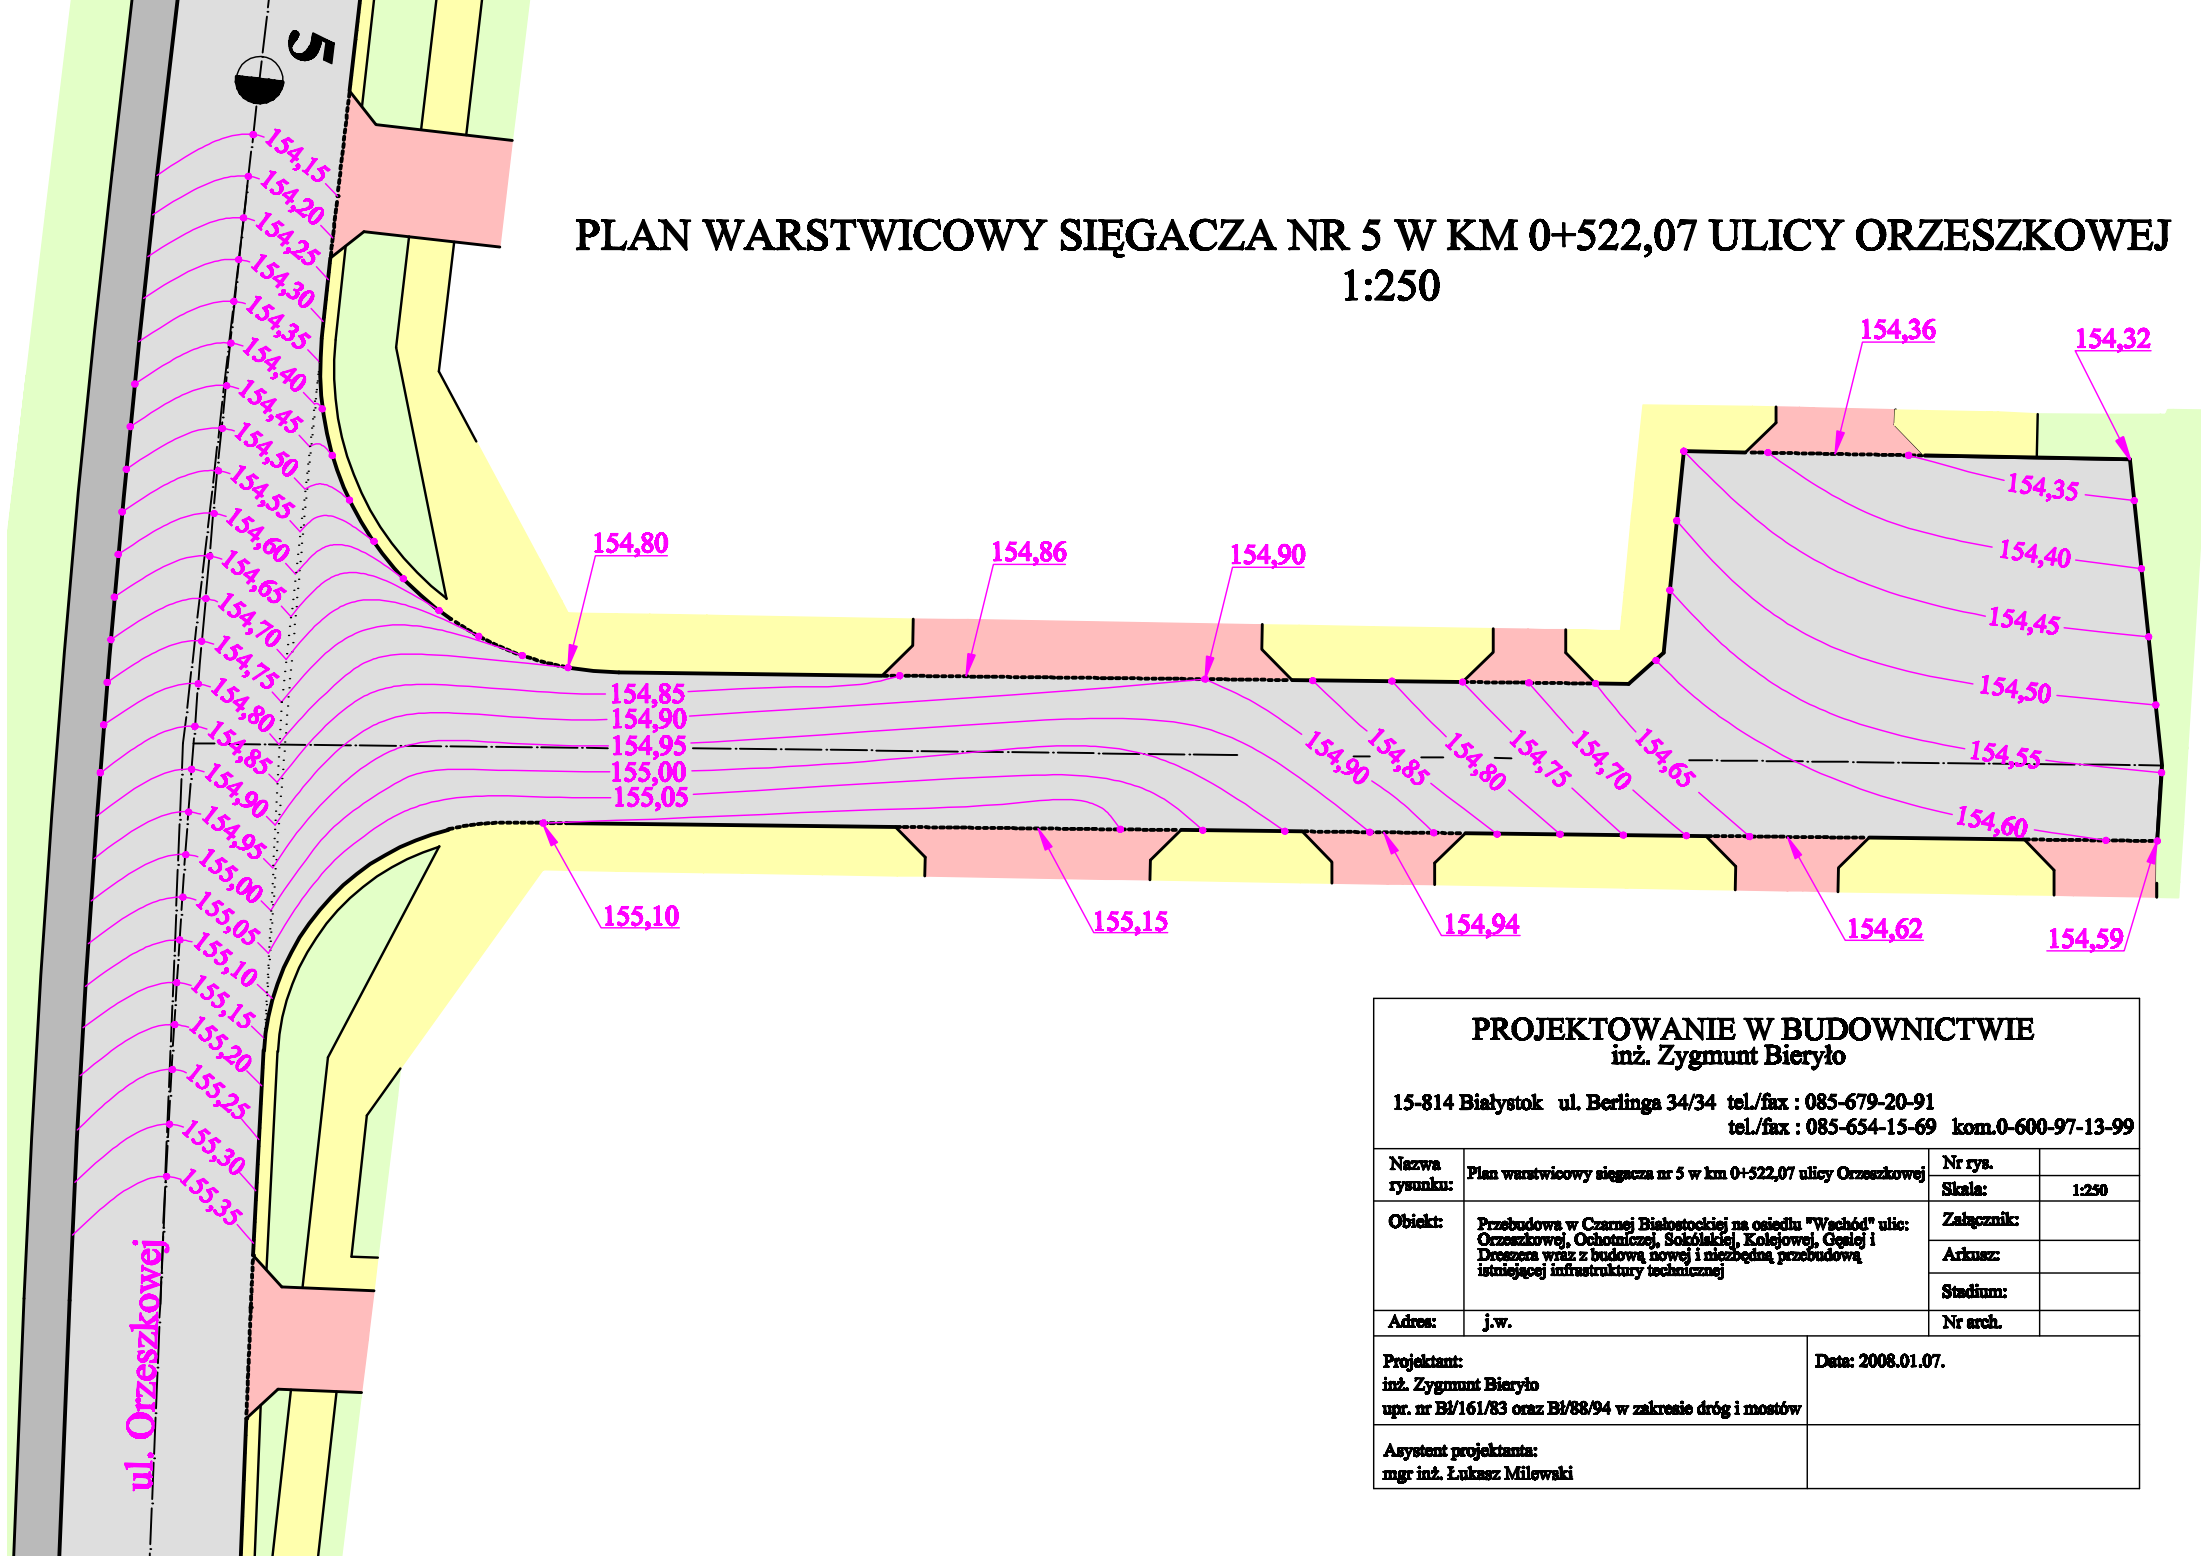 5
154,15
154,20
154,25
154,30
154,35
154,40
154,45
154,50
154,55
154,60
154,65
154,70
154,75
154,80
154,85
154,90
154,95
155,00
155,05
155,10
155,15
155,20
155,25
155,30
155,35
ul. Orzeszkowej
PLAN WARSTWICOWY SIĘGACZA NR 5 W KM 0+522,07 ULICY ORZESZKOWEJ
1:250
154,80
154,86
154,90
154,36
154,32
154,85
154,90
154,95
155,00
155,05
154,90
154,85
154,80
154,75
154,70
154,65
154,35
154,40
154,45
154,50
154,55
154,60
155,10
155,15
154,94
154,62
154,59
PROJEKTOWANIE W BUDOWNICTWIE
inż. Zygmunt Bieryło
15-814 Białystok ul. Berlinga 34/34 tel./fax : 085-679-20-91
tel./fax : 085-654-15-69 kom.0-600-97-13-99
Nazwa rysunku:
Plan warstwicowy sięgacza nr 5 w km 0+522,07 ulicy Orzeszkowej
Nr rys.
Skala: 1:250
Obiekt:
Przebudowa w Czarnej Białostockiej na osiedlu "Wschód" ulic:
Orzeszkowej, Ochotniczej, Sokólskiej, Kolejowej, Gęsiej i
Dreszera wraz z budową nowej i niezbędną przebudową
istniejącej infrastruktury technicznej
Załącznik:
Arkusz:
Stadium:
Adres: j.w.
Nr arch.
Projektant:
inż. Zygmunt Bieryło
upr. nr Bł/161/83 oraz Bł/88/94 w zakresie dróg i mostów
Data: 2008.01.07.
Asystent projektanta:
mgr inż. Łukasz Milewski